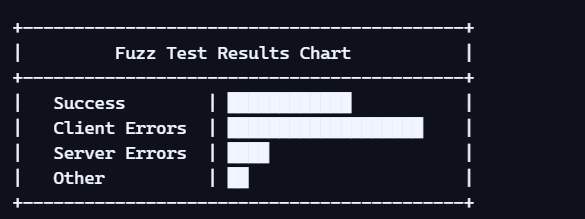 Fuzz Test Results Chart
Success
Client Errors
Server Errors
Other